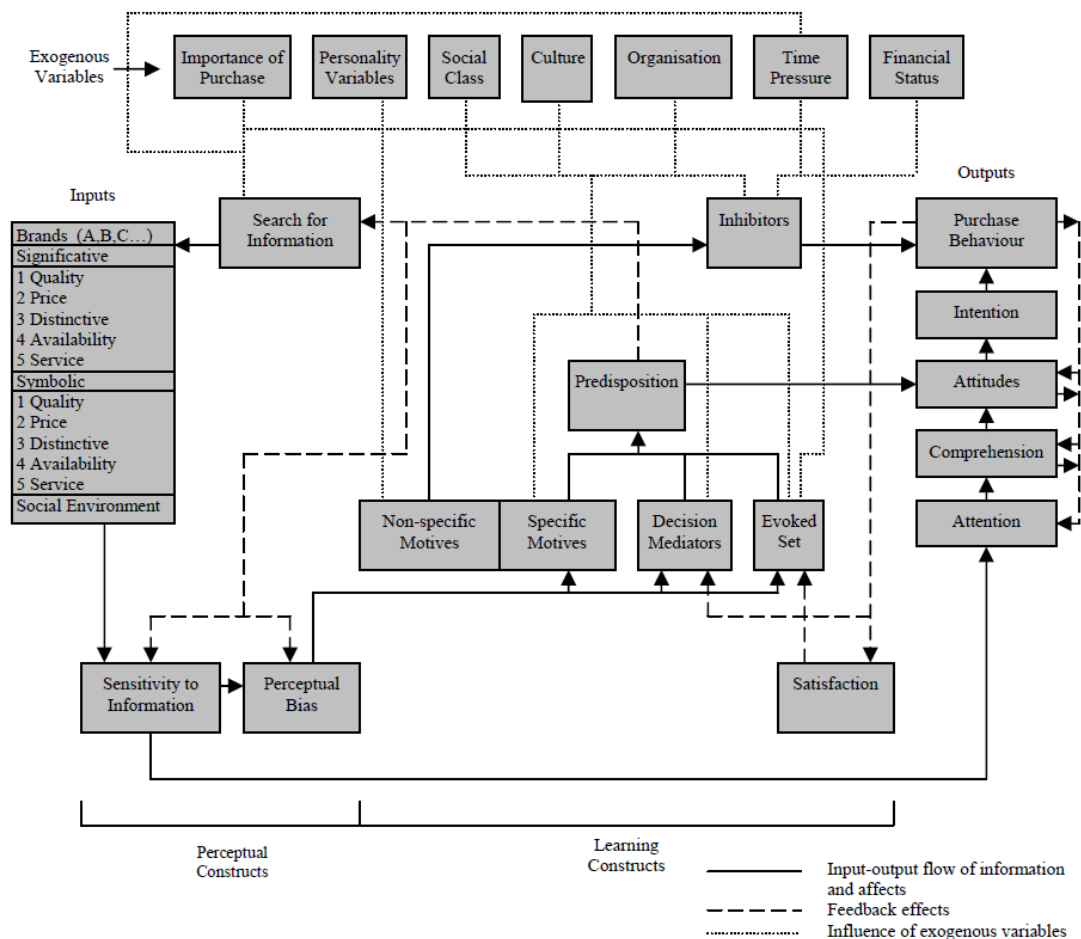 Exogenous
Variables
Importance of
Purchase
Personality
Variables
Social
Class
Culture
Organisation
Time
Pressure
Financial
Status
Inputs
Outputs
Brands (A,B,C...)
Significative
1 Quality
2 Price
3 Distinctive
4 Availability
5 Service
Symbolic
1 Quality
2 Price
3 Distinctive
4 Availability
5 Service
Social Environment
Search for
Information
Inhibitors
Purchase
Behaviour
Intention
Predisposition
Attitudes
Comprehension
Non-specific
Motives
Specific
Motives
Decision
Mediators
Evoked
Set
Attention
Sensitivity to
Information
Perceptual
Bias
Satisfaction
Perceptual
Constructs
Learning
Constructs
Input-output flow of information
and affects
Feedback effects
Influence of exogenous variables